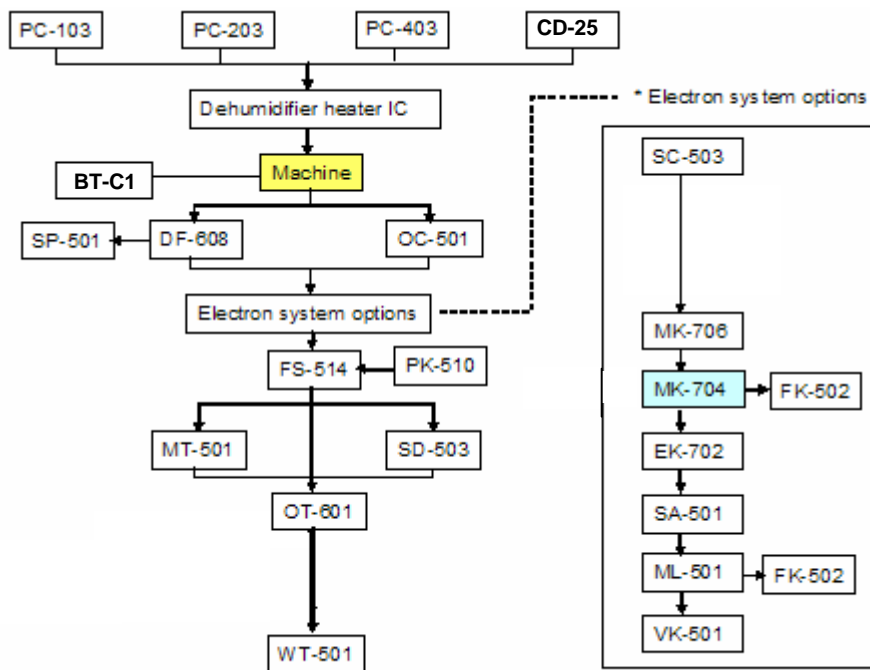 PC-103
PC-203
PC-403
CD-25
Dehumidifier heater IC
* Electron system options
Machine
BT-C1
SP-501
DF-608
OC-501
Electron system options
FS-514
PK-510
MT-501
SD-503
OT-601
WT-501
SC-503
MK-706
MK-704
FK-502
EK-702
SA-501
ML-501
FK-502
VK-501